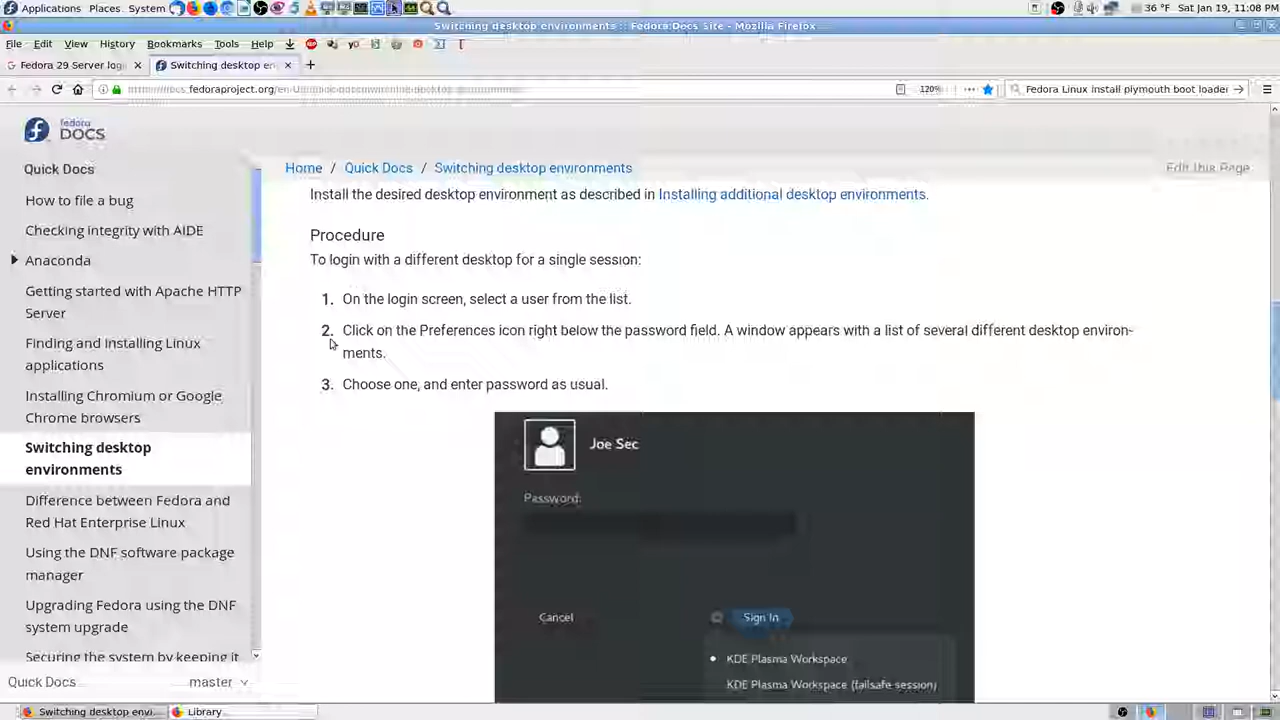 Applications Places System 36 °F Sat Jan 19, 11:08 PM
Switching desktop environments :: Fedora Docs Site - Mozilla Firefox
File Edit View History Bookmarks Tools Help
Fedora 29 Server log × Switching desktop en × +
120% Fedora Linux install plymouth boot loader
fedora
DOCS
Quick Docs
Home / Quick Docs / Switching desktop environments
Edit this Page
How to file a bug
Checking integrity with AIDE
Anaconda
Getting started with Apache HTTP
Server
Finding and installing Linux
applications
Installing Chromium or Google
Chrome browsers
Switching desktop
environments
Difference between Fedora and
Red Hat Enterprise Linux
Using the DNF software package
manager
Upgrading Fedora using the DNF
system upgrade
Securing the system by keeping it
Quick Docs master
Install the desired desktop environment as described in Installing additional desktop environments.
Procedure
To login with a different desktop for a single session:
1. On the login screen, select a user from the list.
2. Click on the Preferences icon right below the password field. A window appears with a list of several different desktop environ-
ments.
3. Choose one, and enter password as usual.
Joe Sec
Password:
Cancel Sign In
KDE Plasma Workspace
KDE Plasma Workspace (failsafe session)
Switching desktop envi... Library